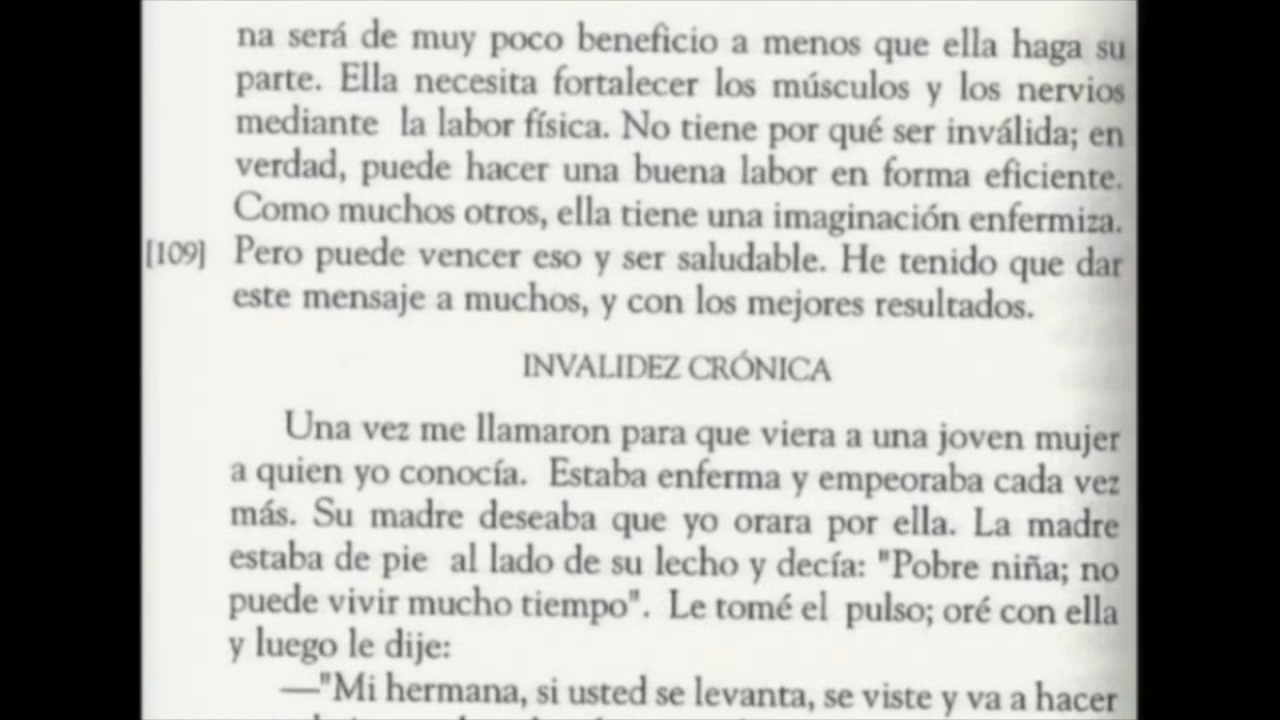 na será de muy poco beneficio a menos que ella haga su
parte. Ella necesita fortalecer los músculos y los nervios
mediante la labor física. No tiene por qué ser inválida; en
verdad, puede hacer una buena labor en forma eficiente.
Como muchos otros, ella tiene una imaginación enfermiza.
[109] Pero puede vencer eso y ser saludable. He tenido que dar
este mensaje a muchos, y con los mejores resultados.
INVALIDEZ CRÓNICA
Una vez me llamaron para que viera a una joven mujer
a quien yo conocía. Estaba enferma y empeoraba cada vez
más. Su madre deseaba que yo orara por ella. La madre
estaba de pie al lado de su lecho y decía: "Pobre niña; no
puede vivir mucho tiempo". Le tomé el pulso; oré con ella
y luego le dije:
—"Mi hermana, si usted se levanta, se viste y va a hacer